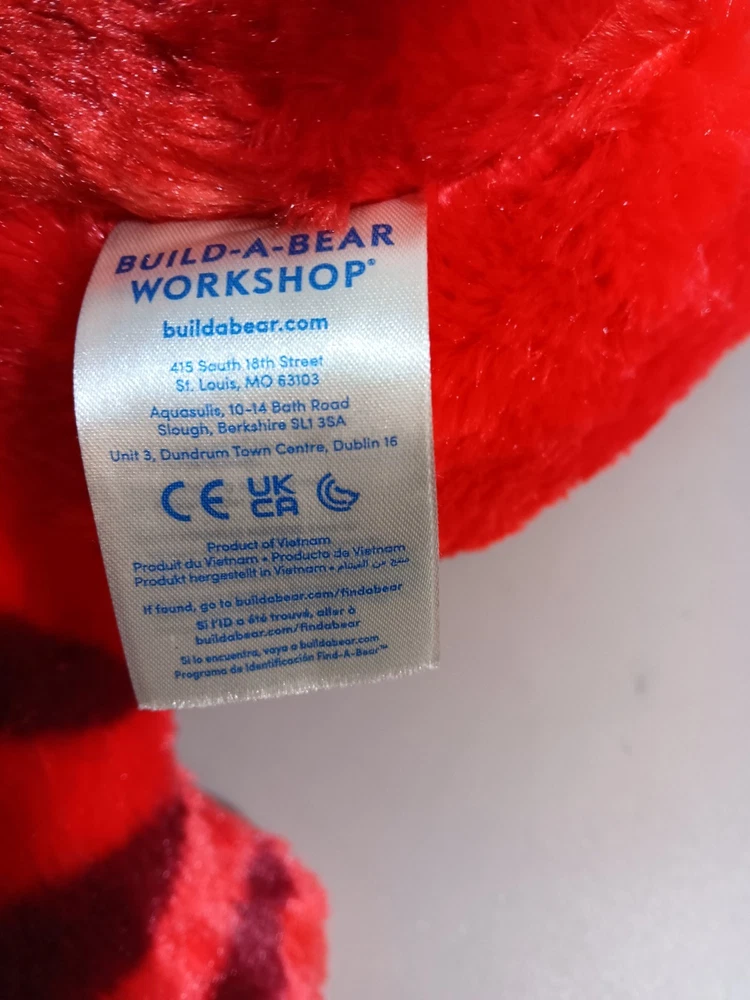 BUILD-A-BEAR
WORKSHOP®
buildabear.com
415 South 18th Street
St. Louis, MO 63103
Aquasulis, 10-14 Bath Road
Slough, Berkshire SL1 3SA
Unit 3, Dundrum Town Centre, Dublin 16
CE UK
CA
Product of Vietnam
Produit du Vietnam • Producto de Vietnam
Produkt hergestellt in Vietnam • منتج من الفيتنام
If found, go to buildabear.com/findabear
Si l'ID a été trouvé, aller à
buildabear.com/findabear
Si lo encuentra, vaya a buildabear.com
Programa de Identificación Find-A-Bear™